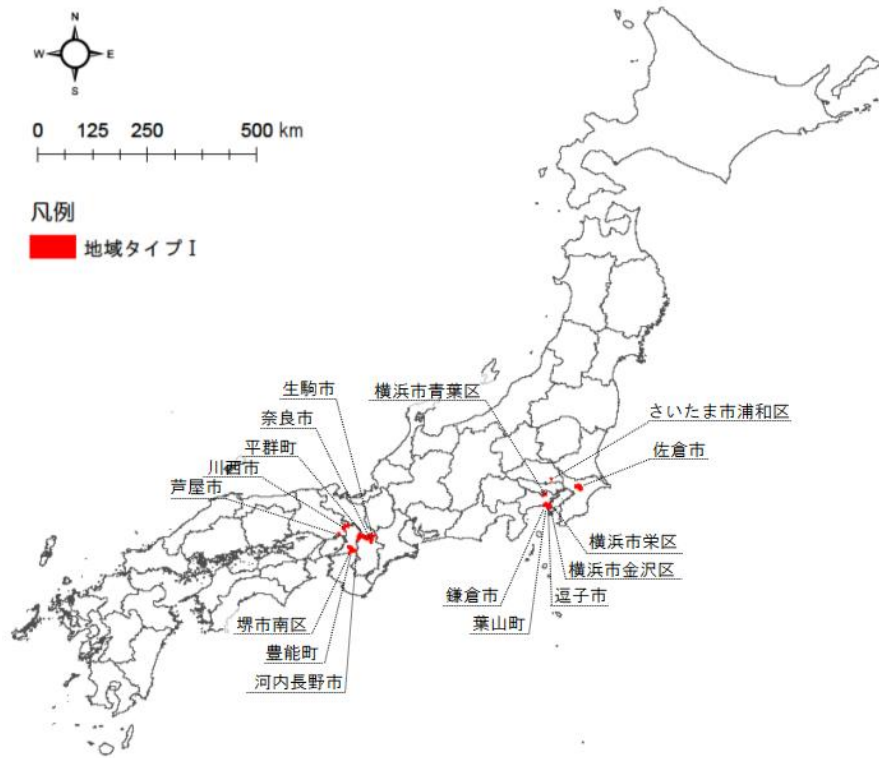 N
W E
S
0 125 250 500 km
凡例
地域タイプⅠ
生駒市
奈良市
平群町
川西市
芦屋市
横浜市青葉区
さいたま市浦和区
佐倉市
横浜市栄区
横浜市金沢区
鎌倉市
逗子市
葉山町
堺市南区
豊能町
河内長野市